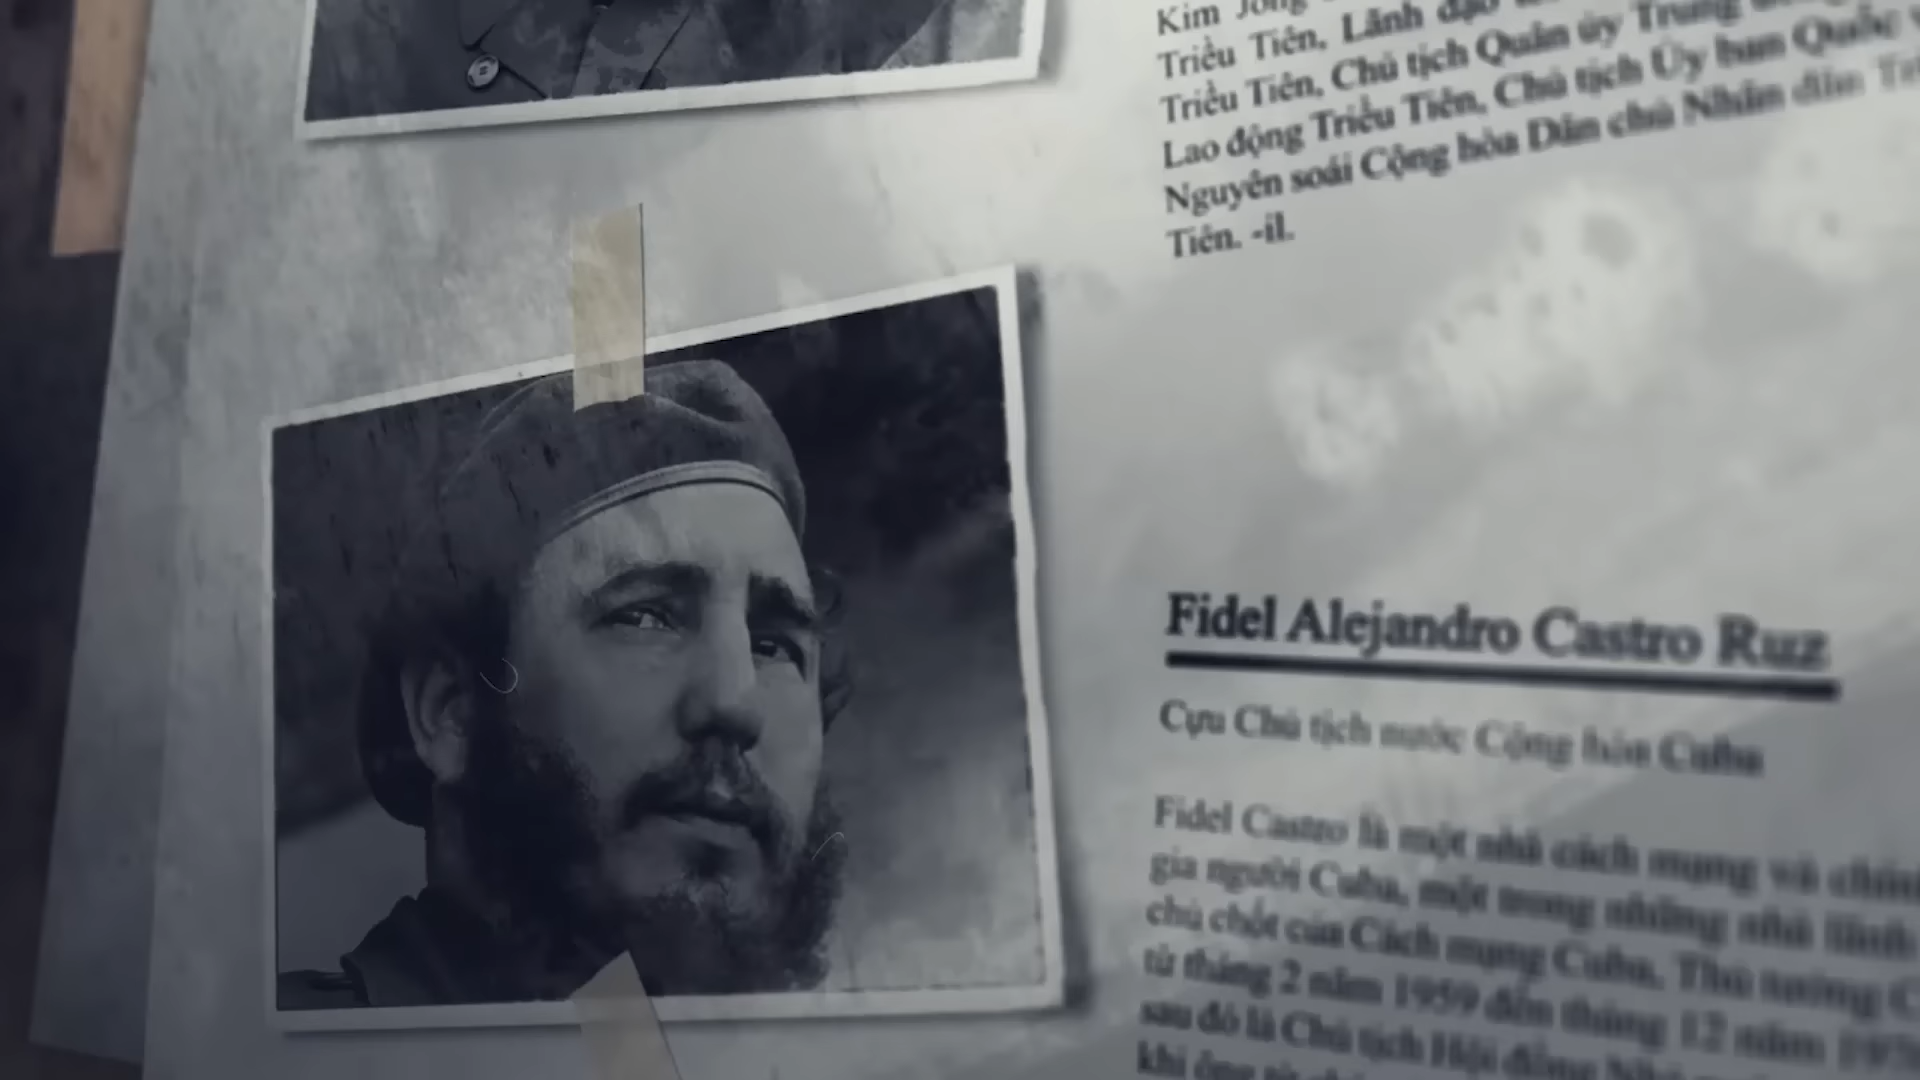 Kim Jong
Triều Tiên, Lãnh đạo
Triều Tiên, Chủ tịch Quân ủy Trung
Lao động Triều Tiên, Chủ tịch Ủy ban Quốc
Nguyên soái Cộng hòa Dân chủ Nhân dân
Tiên. -il.
Fidel Alejandro Castro Ruz
Cựu Chủ tịch nước Cộng hòa Cuba
Fidel Castro là một nhà cách mạng và chính
gia người Cuba, một trong những nhà lãnh
chủ chốt của Cách mạng Cuba, Thủ tướng
từ tháng 2 năm 1959 đến tháng 12 năm
sau đó là Chủ tịch Hội đồng
khi ông từ